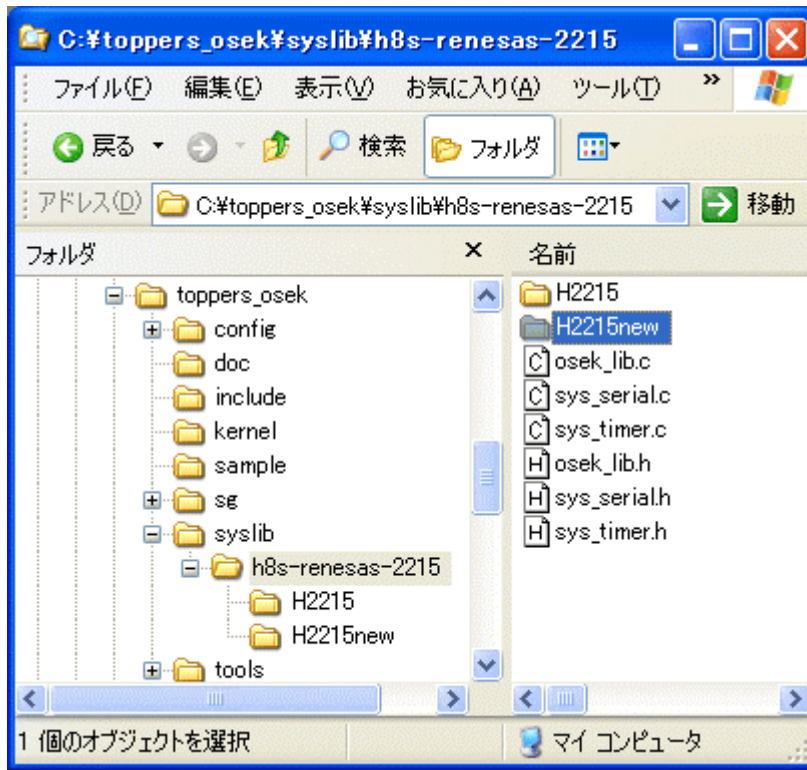 C:¥toppers_osek¥syslib¥h8s-renesas-2215
ファイル(F) 編集(E) 表示(V) お気に入り(A) ツール(T) »
戻る 検索 フォルダ
アドレス(D) C:¥toppers_osek¥syslib¥h8s-renesas-2215 移動
フォルダ × 名前
toppers_osek
config
doc
include
kernel
sample
sg
syslib
h8s-renesas-2215
H2215
H2215new
tools
H2215
H2215new
osek_lib.c
sys_serial.c
sys_timer.c
osek_lib.h
sys_serial.h
sys_timer.h
1 個のオブジェクトを選択 マイ コンピュータ